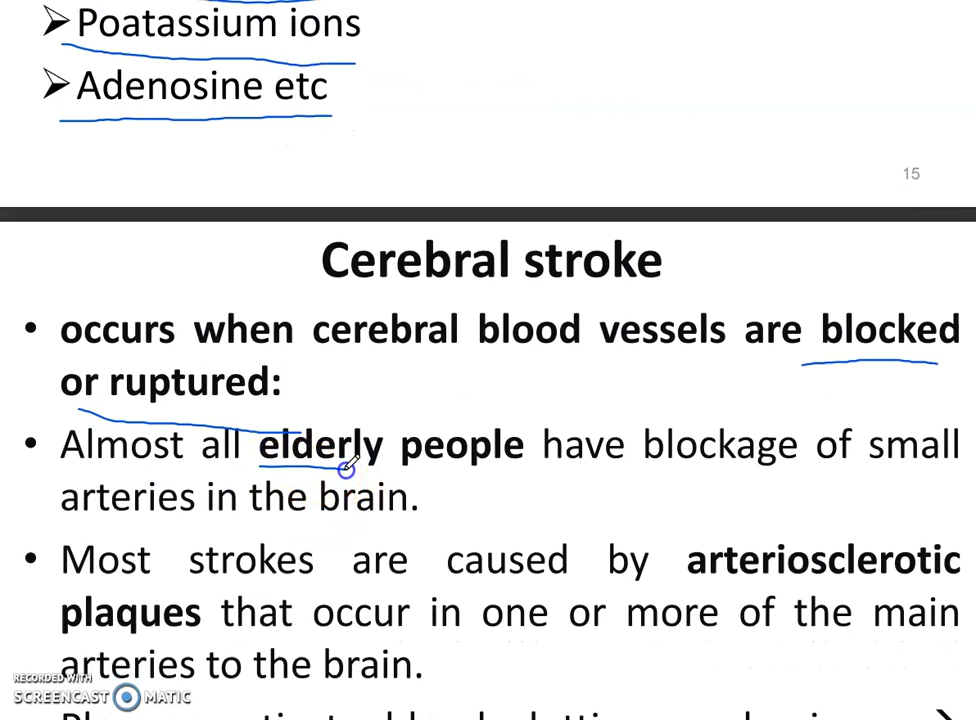 ➢Poatassium ions
➢Adenosine etc
15
Cerebral stroke
• occurs when cerebral blood vessels are blocked
or ruptured:
• Almost all elderly people have blockage of small
arteries in the brain.
• Most strokes are caused by arteriosclerotic
plaques that occur in one or more of the main
arteries to the brain.
RECORDED WITH
SCREENCAST MATIC